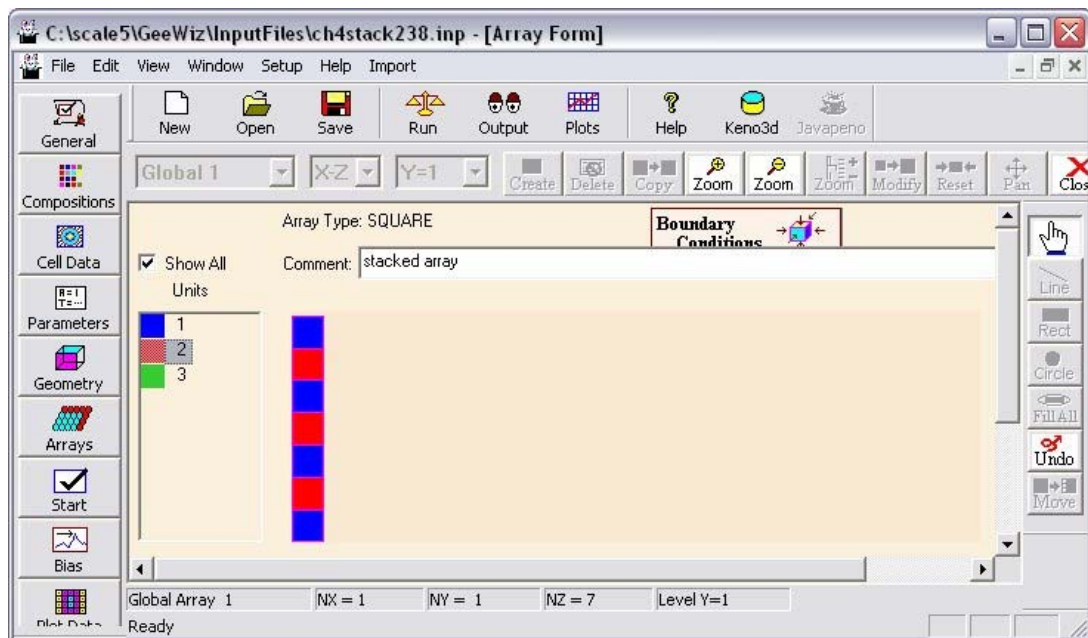 C:\scale5\GeeWiz\InputFiles\ch4stack238.inp - [Array Form]
File Edit View Window Setup Help Import
General
New Open Save Run Output Plots Help Keno3d Javapeno
Global 1 X-Z Y=1 Create Delete Copy Zoom Zoom Zoom Modify Reset Pan Clos
Compositions
Cell Data
Parameters
Geometry
Arrays
Start
Bias
Plot Data
Array Type: SQUARE
Boundary
Conditions
Show All
Comment: stacked array
Units
1
2
3
Line
Rect
Circle
Fill All
Undo
Move
Global Array 1 NX = 1 NY = 1 NZ = 7 Level Y=1
Ready